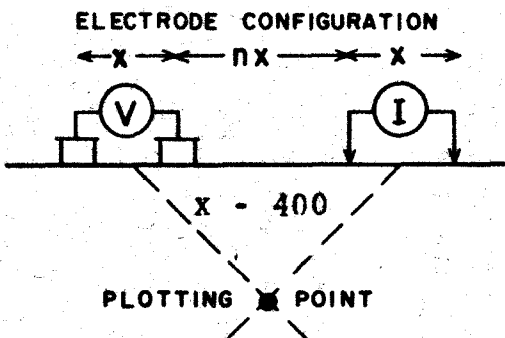 ELECTRODE CONFIGURATION
x nx x
V I
x - 400
PLOTTING POINT